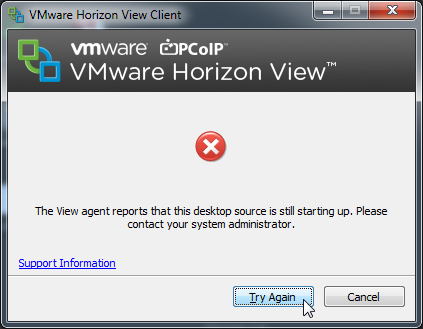 VMware Horizon View Client
vmware PCoIP™
VMware Horizon View™
The View agent reports that this desktop source is still starting up. Please
contact your system administrator.
Support Information
Try Again
Cancel